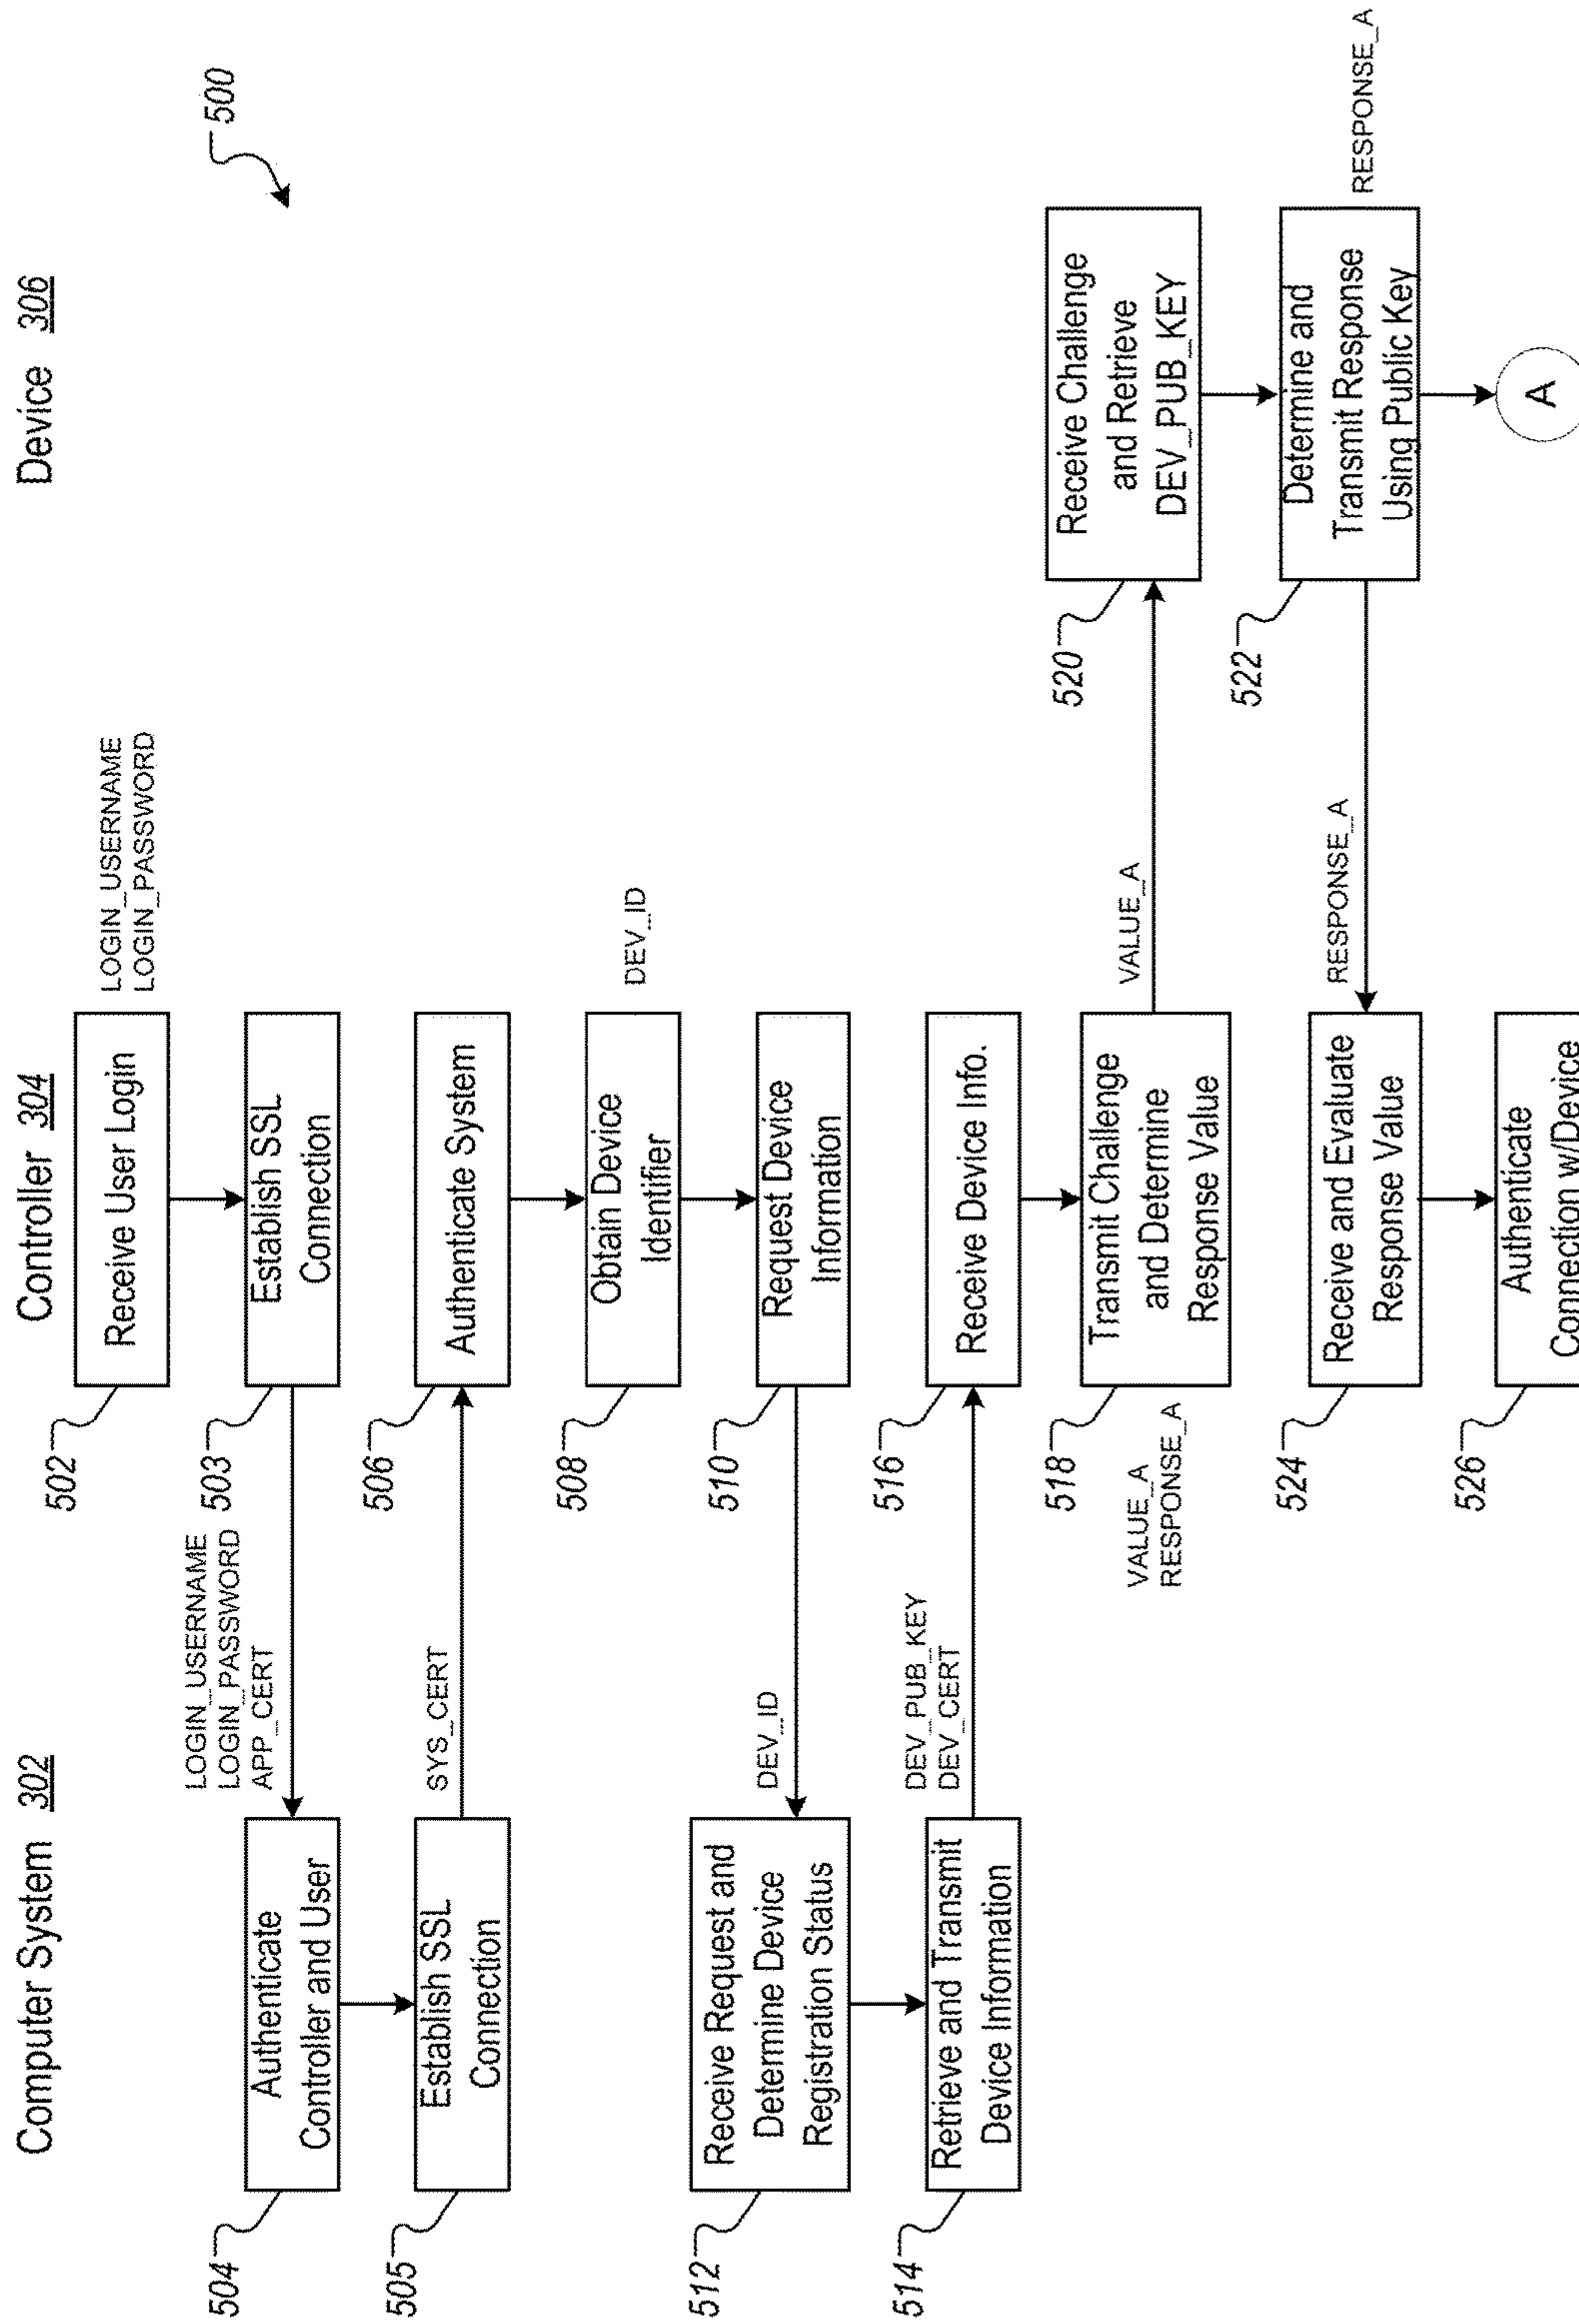 Computer System 302
Controller 304
Device 306
500
502
Receive User Login
LOGIN_USERNAME
LOGIN_PASSWORD
503
Establish SSL
Connection
LOGIN_USERNAME
LOGIN_PASSWORD
APP_CERT
504
Authenticate
Controller and User
505
Establish SSL
Connection
SYS_CERT
506
Authenticate System
508
Obtain Device
Identifier
DEV_ID
510
Request Device
Information
DEV_ID
512
Receive Request and
Determine Device
Registration Status
514
Retrieve and Transmit
Device Information
DEV_PUB_KEY
DEV_CERT
516
Receive Device Info.
518
Transmit Challenge
and Determine
Response Value
VALUE_A
RESPONSE_A
VALUE_A
520
Receive Challenge
and Retrieve
DEV_PUB_KEY
522
Determine and
Transmit Response
Using Public Key
RESPONSE_A
RESPONSE_A
A
524
Receive and Evaluate
Response Value
526
Authenticate
Connection w/Device